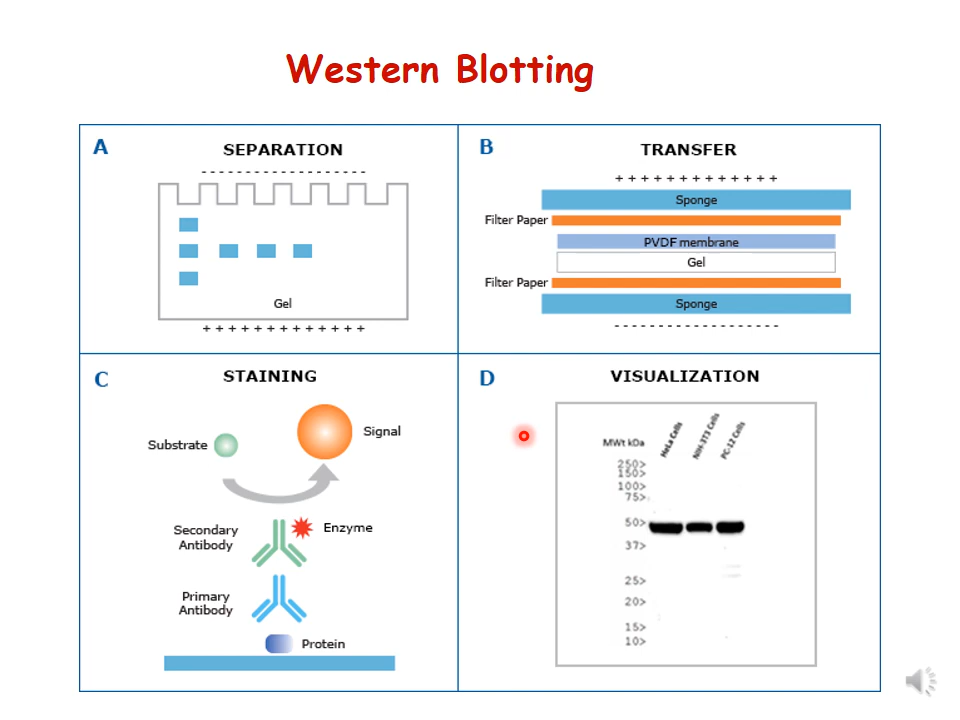 Western Blotting
A
SEPARATION
- - - - - - - - - - - - - - - - - - -
Gel
+ + + + + + + + + + + + +
B
TRANSFER
+ + + + + + + + + + + + +
Sponge
Filter Paper
PVDF membrane
Gel
Filter Paper
Sponge
- - - - - - - - - - - - - - - - - - -
C
STAINING
Substrate
Signal
Secondary
Antibody
Enzyme
Primary
Antibody
Protein
D
VISUALIZATION
MWt kDa
HeLa Cells
NIH-3T3 Cells
PC-12 Cells
250>
150>
100>
75>
50>
37>
25>
20>
15>
10>